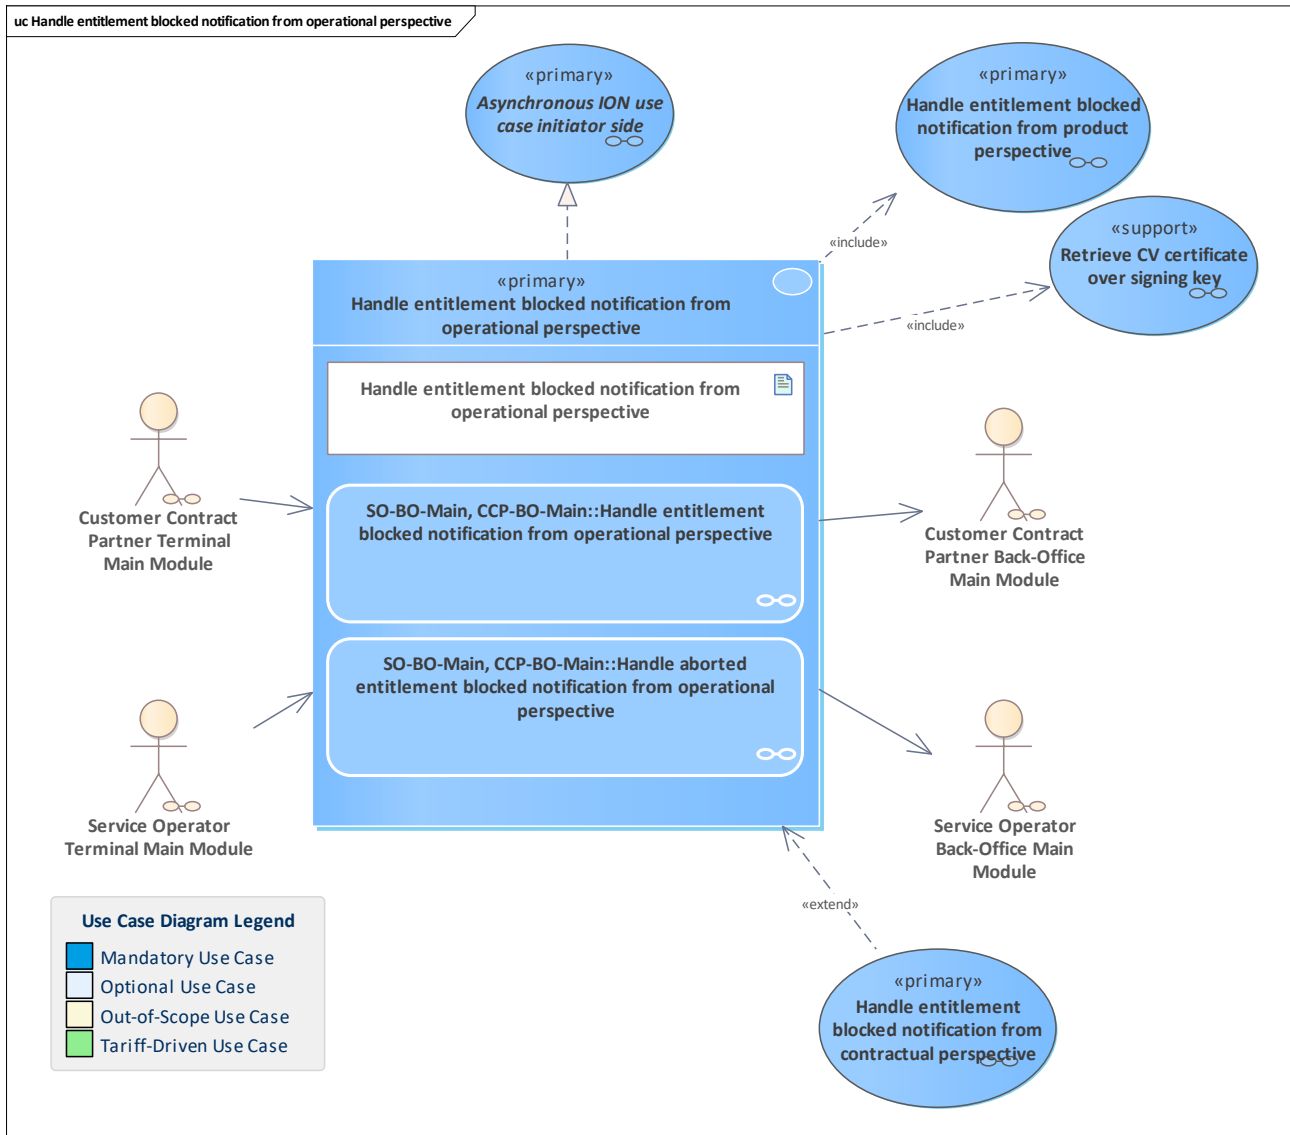 uc Handle entitlement blocked notification from operational perspective
«primary»
Asynchronous ION use
case initiator side
«primary»
Handle entitlement blocked
notification from product
perspective
«support»
Retrieve CV certificate
over signing key
«include»
«include»
«primary»
Handle entitlement blocked notification from
operational perspective
Handle entitlement blocked notification from
operational perspective
SO-BO-Main, CCP-BO-Main::Handle entitlement
blocked notification from operational perspective
SO-BO-Main, CCP-BO-Main::Handle aborted
entitlement blocked notification from operational
perspective
Customer Contract
Partner Terminal
Main Module
Service Operator
Terminal Main Module
Customer Contract
Partner Back-Office
Main Module
Service Operator
Back-Office Main
Module
«extend»
«primary»
Handle entitlement
blocked notification from
contractual perspective
Use Case Diagram Legend
Mandatory Use Case
Optional Use Case
Out-of-Scope Use Case
Tariff-Driven Use Case